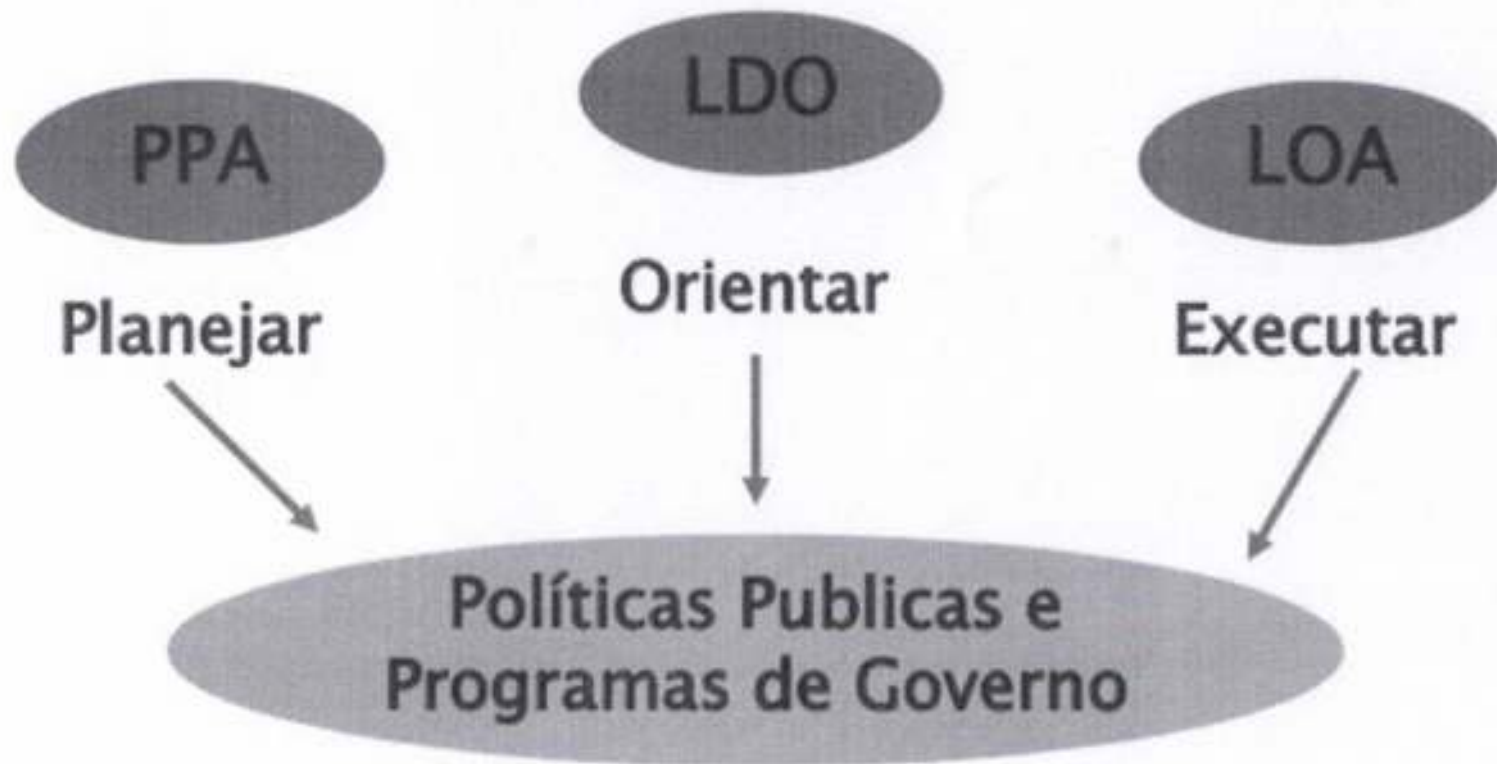 PPA
LDO
LOA
Planejar
Orientar
Executar
Políticas Publicas e
Programas de Governo